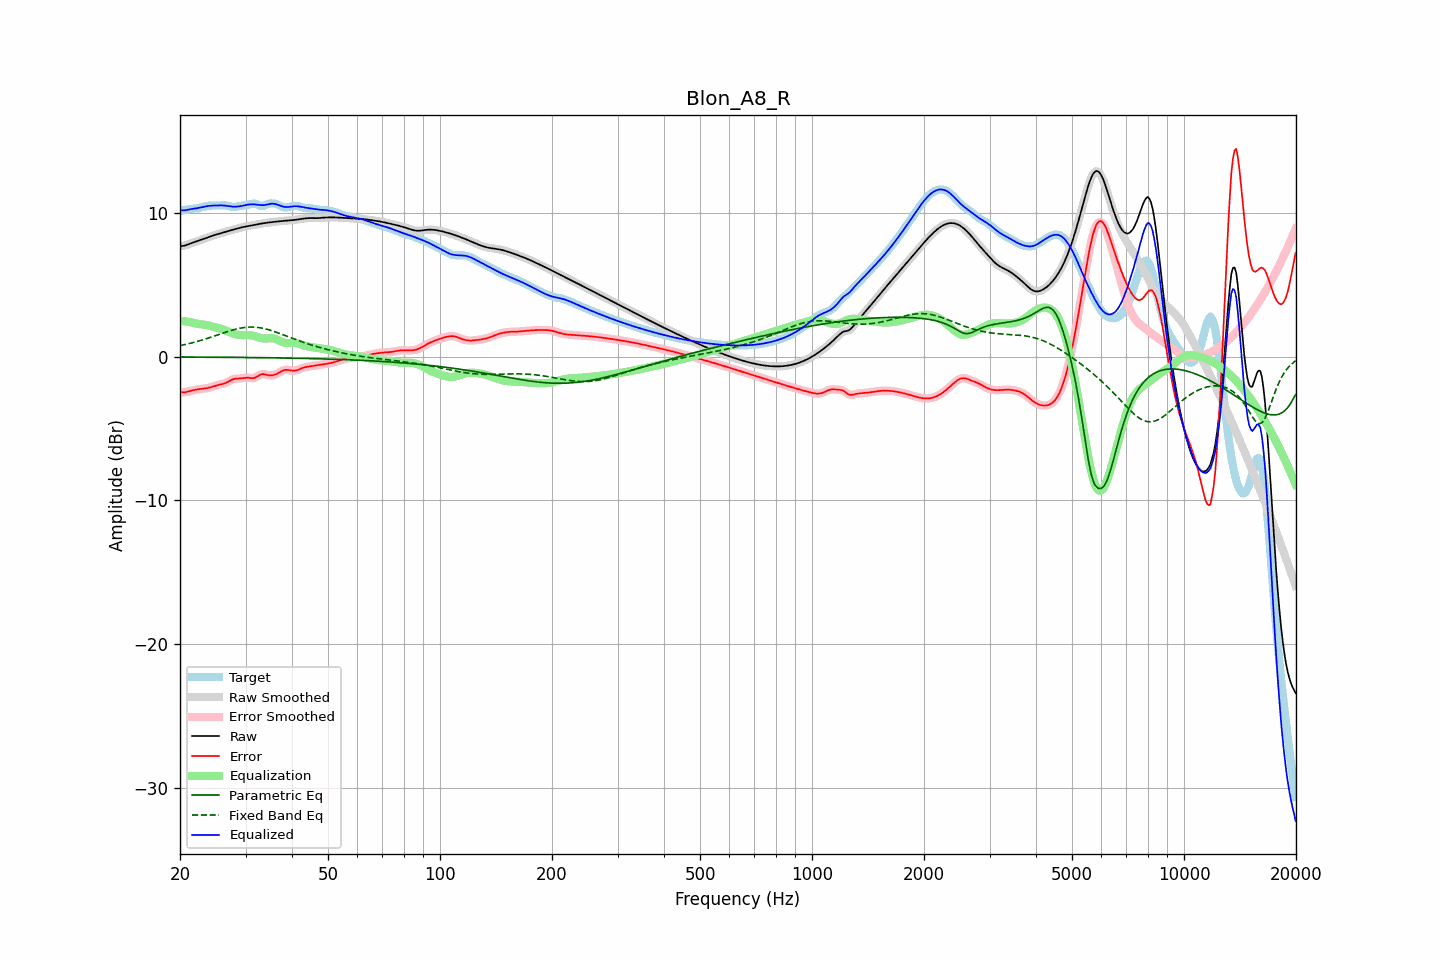 Blon_A8_R
Amplitude (dBr)
10
0
−10
−20
−30
Target
Raw Smoothed
Error Smoothed
Raw
Error
Equalization
Parametric Eq
Fixed Band Eq
Equalized
20 50 100 200 500 1000 2000 5000 10000 20000
Frequency (Hz)